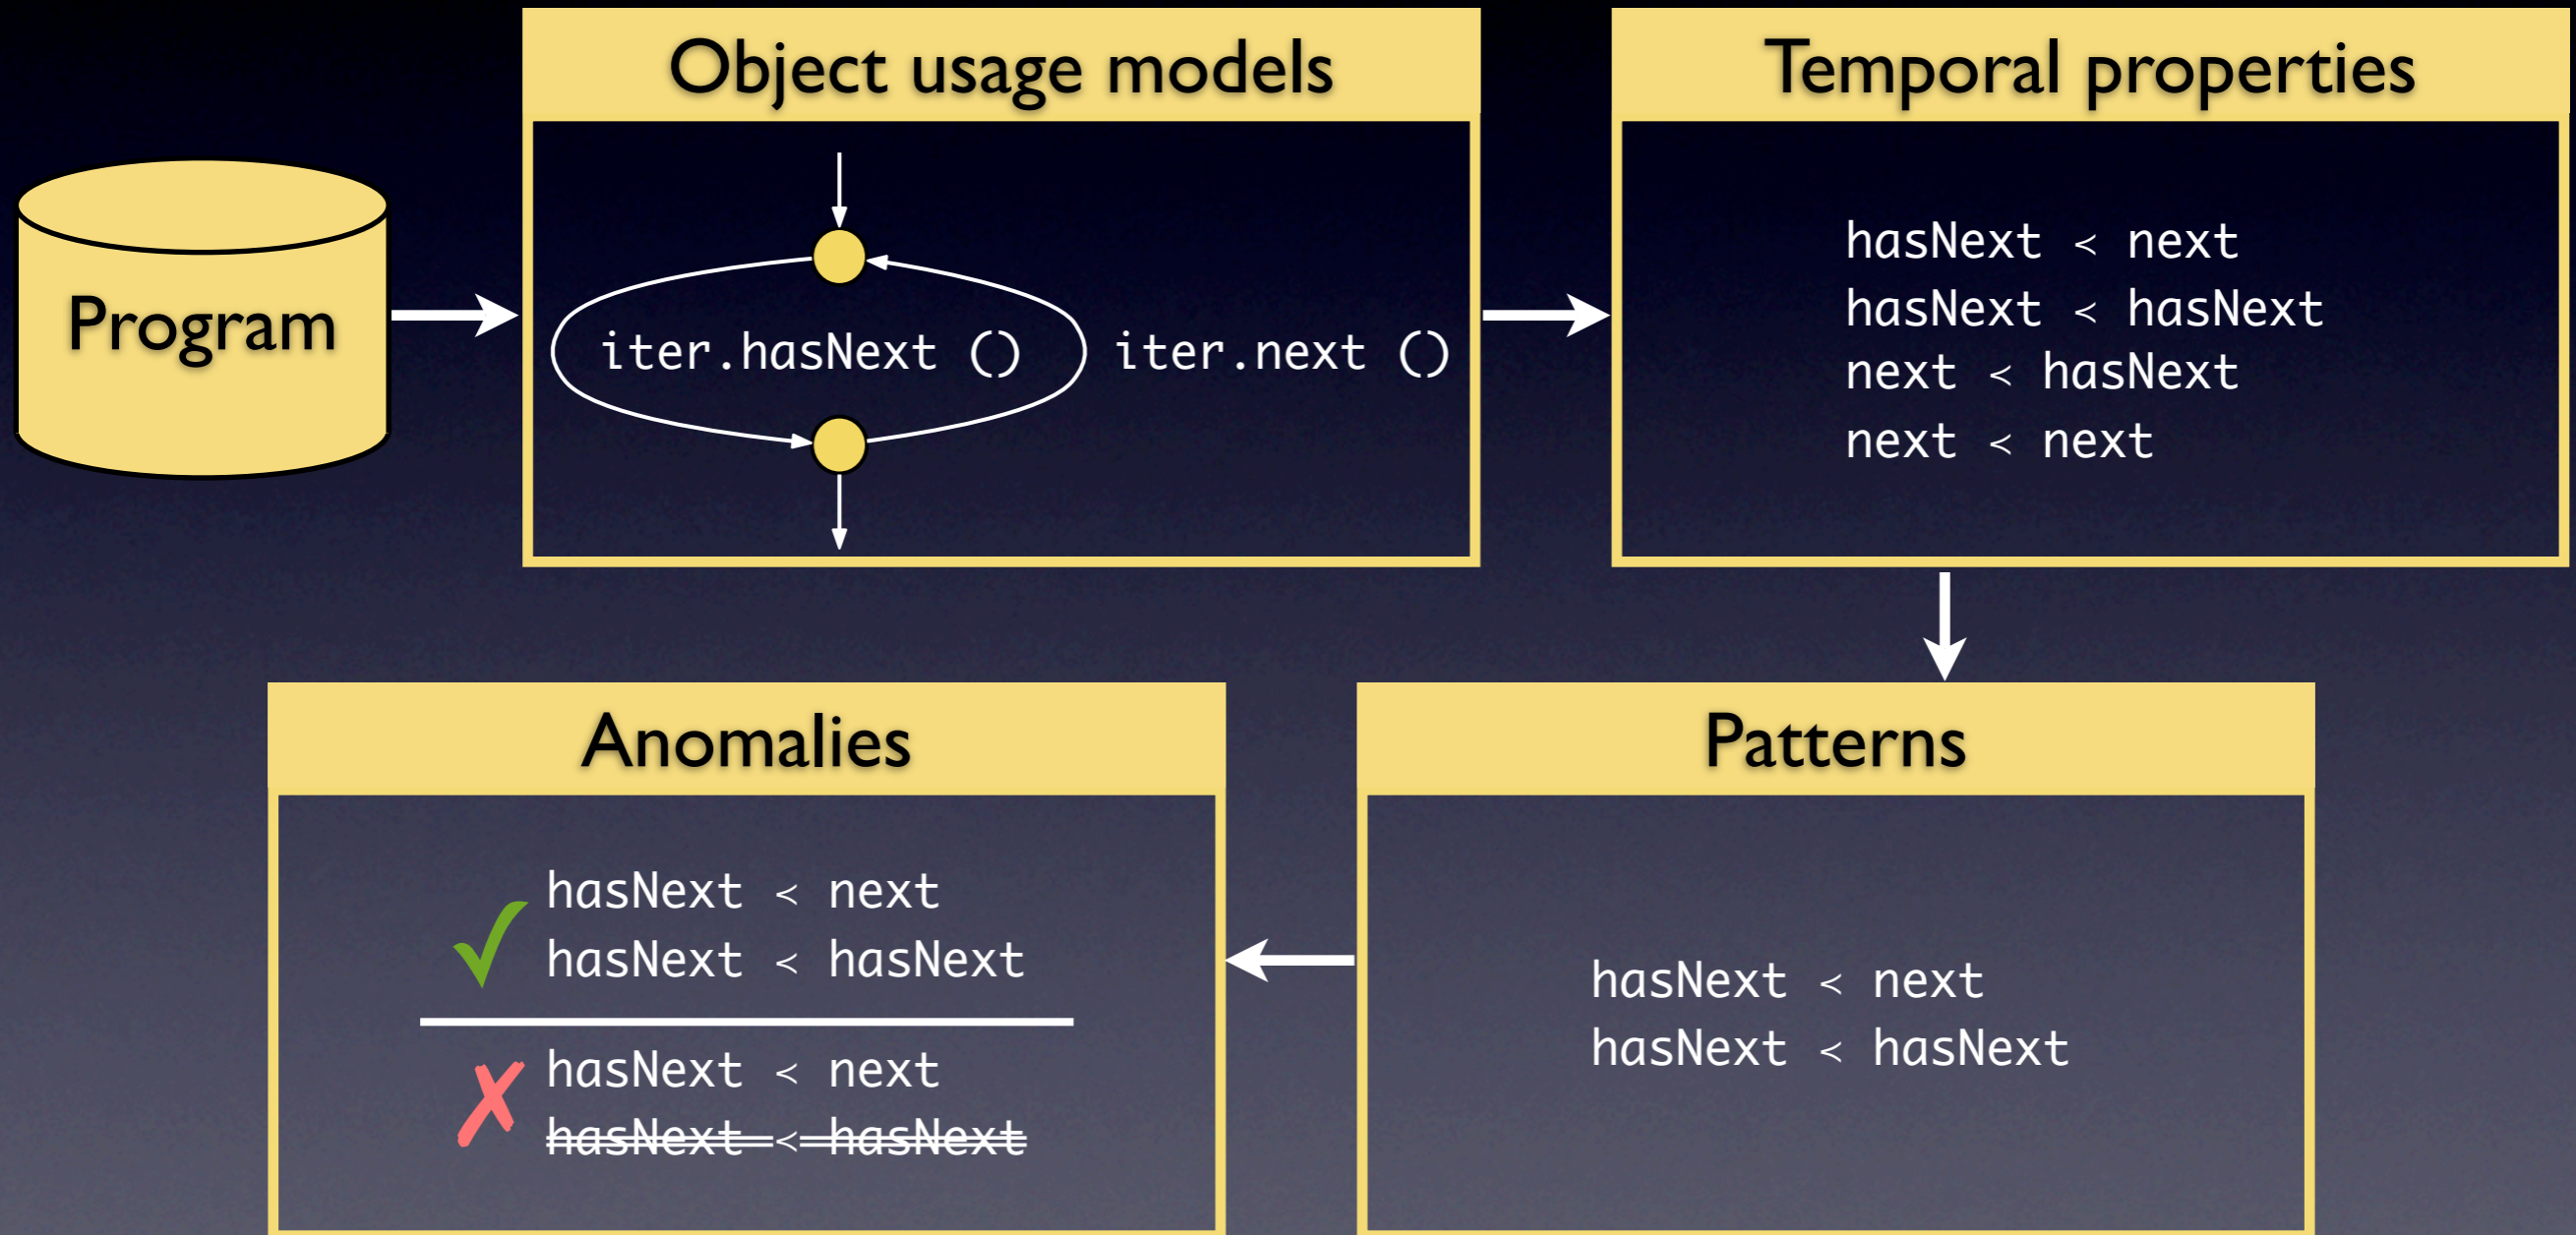 Program
Object usage models
iter.hasNext () iter.next ()
Temporal properties
hasNext < next
hasNext < hasNext
next < hasNext
next < next
Patterns
hasNext < next
hasNext < hasNext
Anomalies
✓ hasNext < next
hasNext < hasNext
✗ hasNext < next
hasNext < hasNext